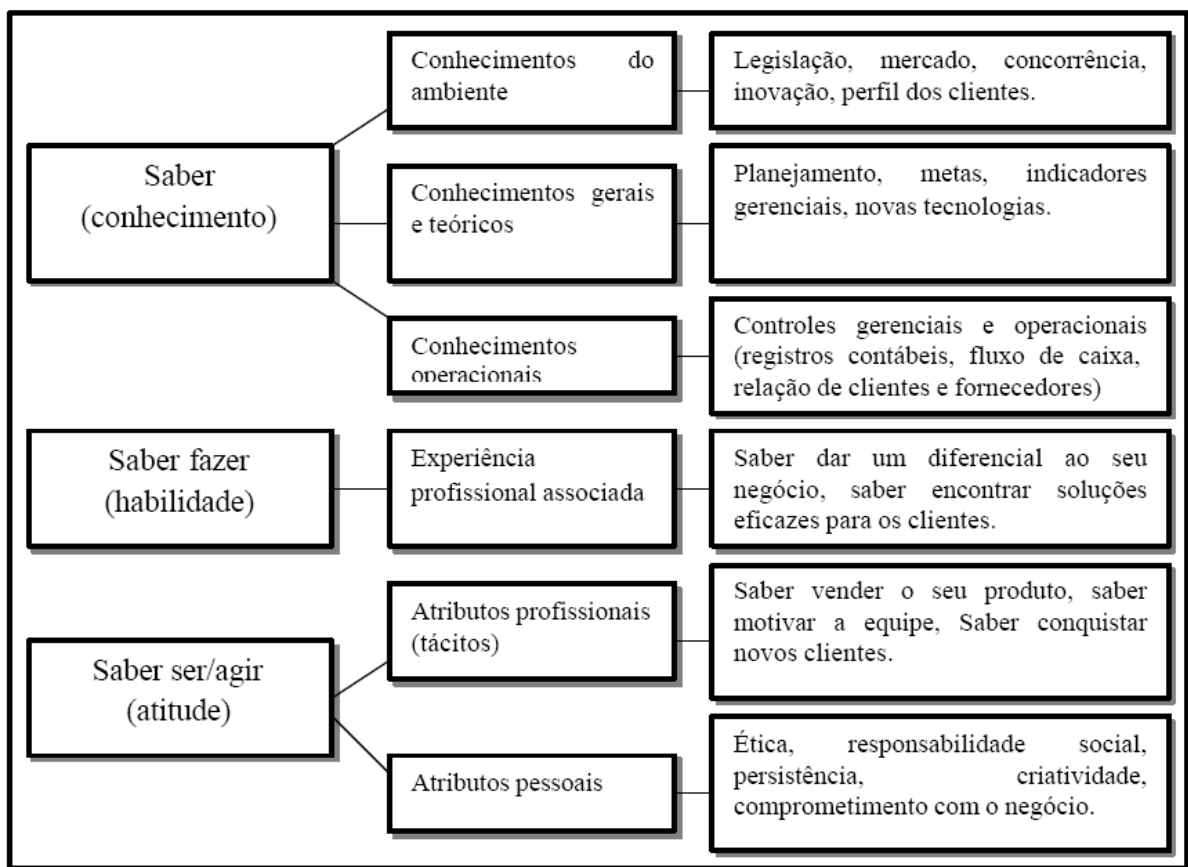 Saber
(conhecimento)
Conhecimentos do
ambiente
Legislação, mercado, concorrência,
inovação, perfil dos clientes.
Conhecimentos gerais
e teóricos
Planejamento, metas, indicadores
gerenciais, novas tecnologias.
Conhecimentos
operacionais
Controles gerenciais e operacionais
(registros contábeis, fluxo de caixa,
relação de clientes e fornecedores)
Saber fazer
(habilidade)
Experiência
profissional associada
Saber dar um diferencial ao seu
negócio, saber encontrar soluções
eficazes para os clientes.
Saber ser/agir
(atitude)
Atributos profissionais
(tácitos)
Saber vender o seu produto, saber
motivar a equipe, Saber conquistar
novos clientes.
Atributos pessoais
Ética, responsabilidade social,
persistência, criatividade,
comprometimento com o negócio.